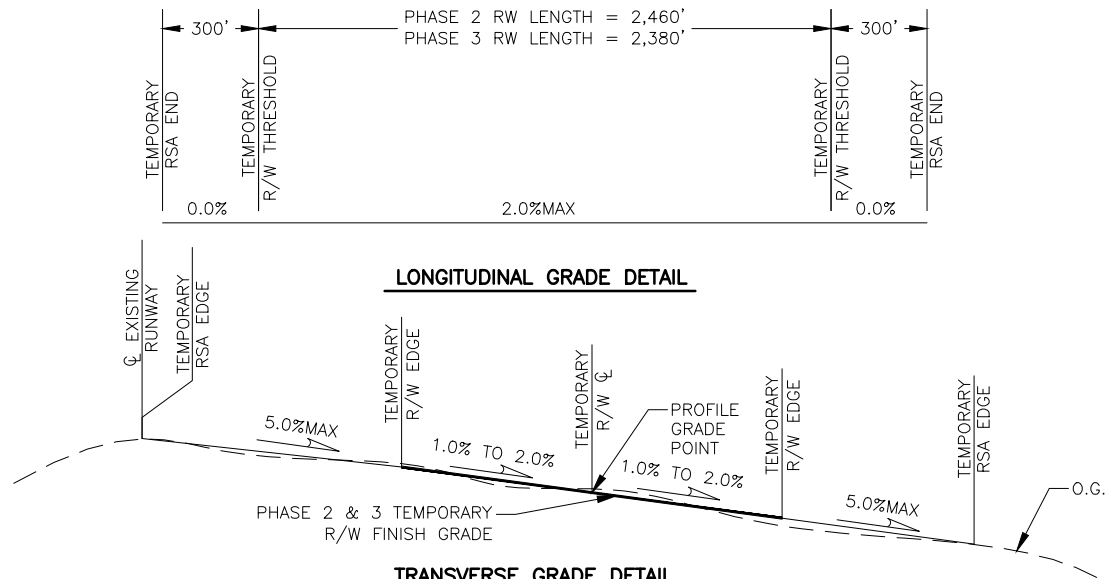 PHASE 2 RW LENGTH = 2,460'
300'
300'
PHASE 3 RW LENGTH = 2,380'
TEMPORARY
RSA END
TEMPORARY
R/W THRESHOLD
TEMPORARY
R/W THRESHOLD
TEMPORARY
RSA END
0.0%
2.0%MAX
0.0%
LONGITUDINAL GRADE DETAIL
℄ EXISTING
RUNWAY
TEMPORARY
RSA EDGE
TEMPORARY
R/W EDGE
TEMPORARY
R/W ℄
PROFILE
GRADE
POINT
TEMPORARY
R/W EDGE
TEMPORARY
RSA EDGE
5.0%MAX
1.0% TO 2.0%
1.0% TO 2.0%
5.0%MAX
O.G.
PHASE 2 & 3 TEMPORARY
R/W FINISH GRADE
TRANSVERSE GRADE DETAIL